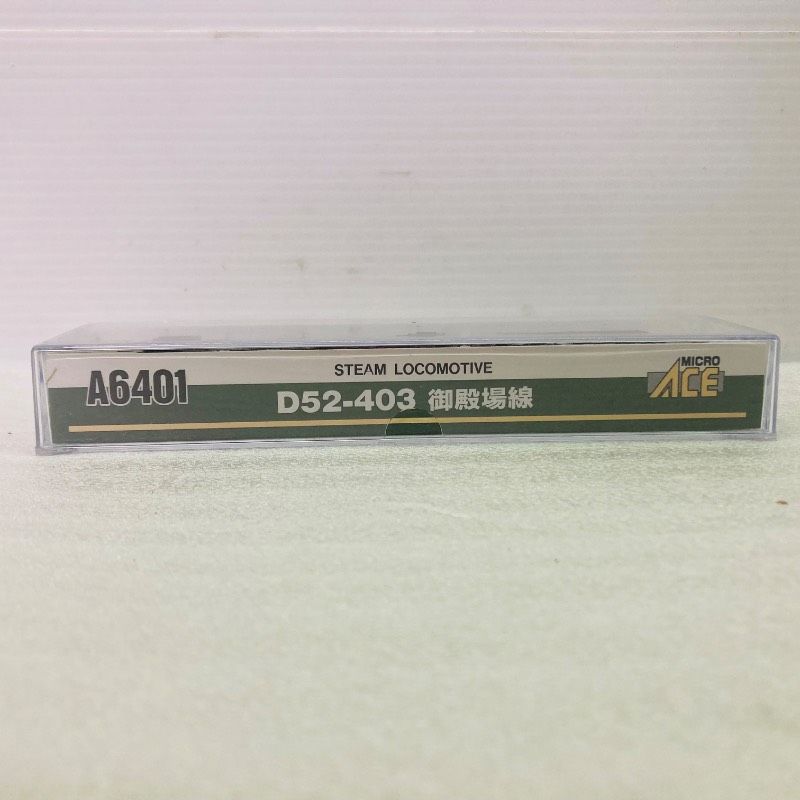 A6401
STEAM LOCOMOTIVE
D52-403 御殿場線
MICRO
ACE